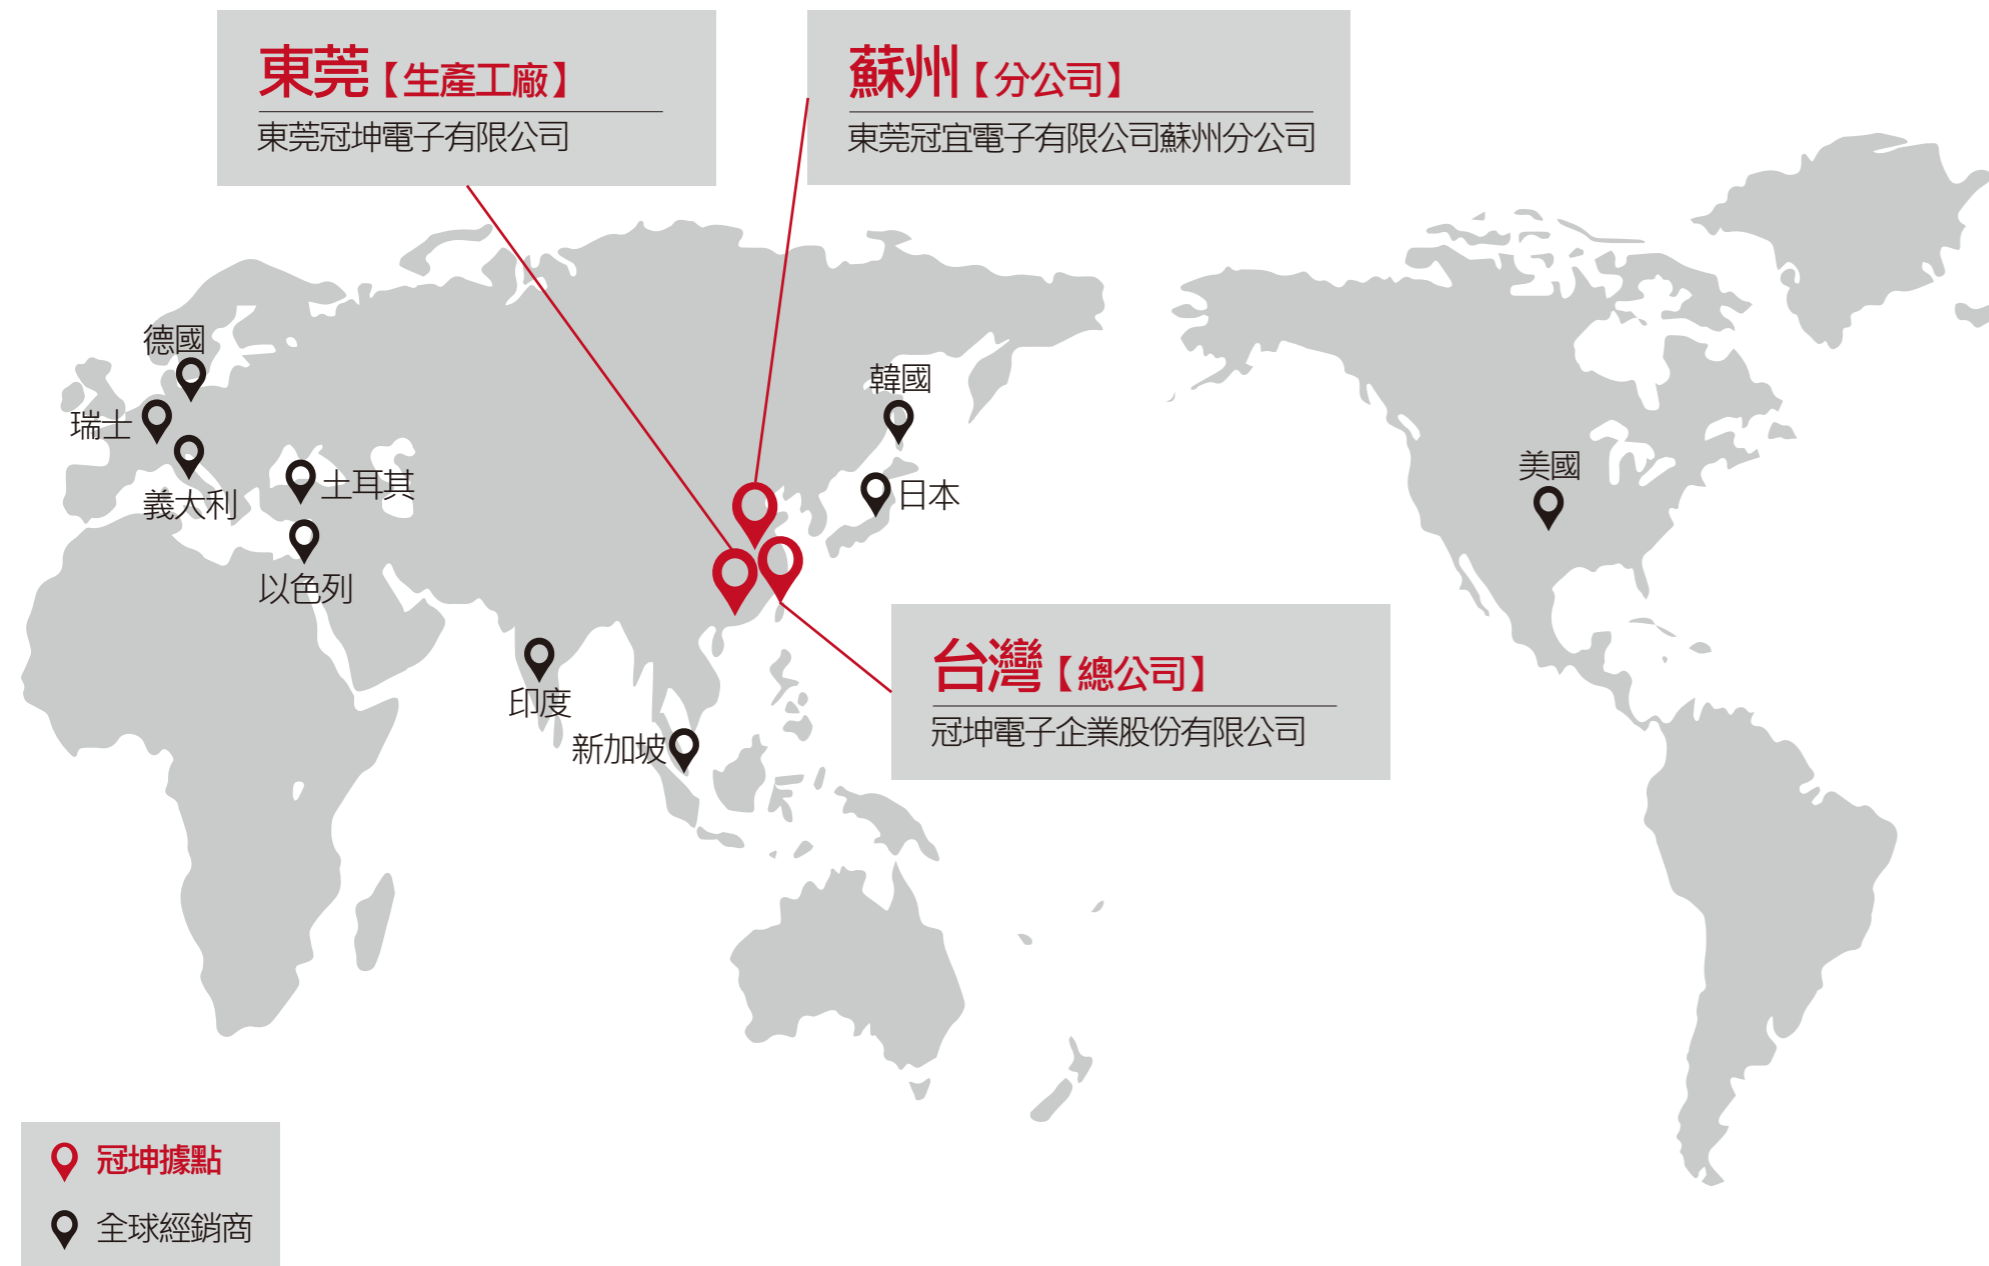 東莞【生產工廠】
東莞冠坤電子有限公司
蘇州【分公司】
東莞冠宜電子有限公司蘇州分公司
德國
瑞士
義大利
土耳其
以色列
韓國
日本
美國
印度
新加坡
台灣【總公司】
冠坤電子企業股份有限公司
冠坤據點
全球經銷商